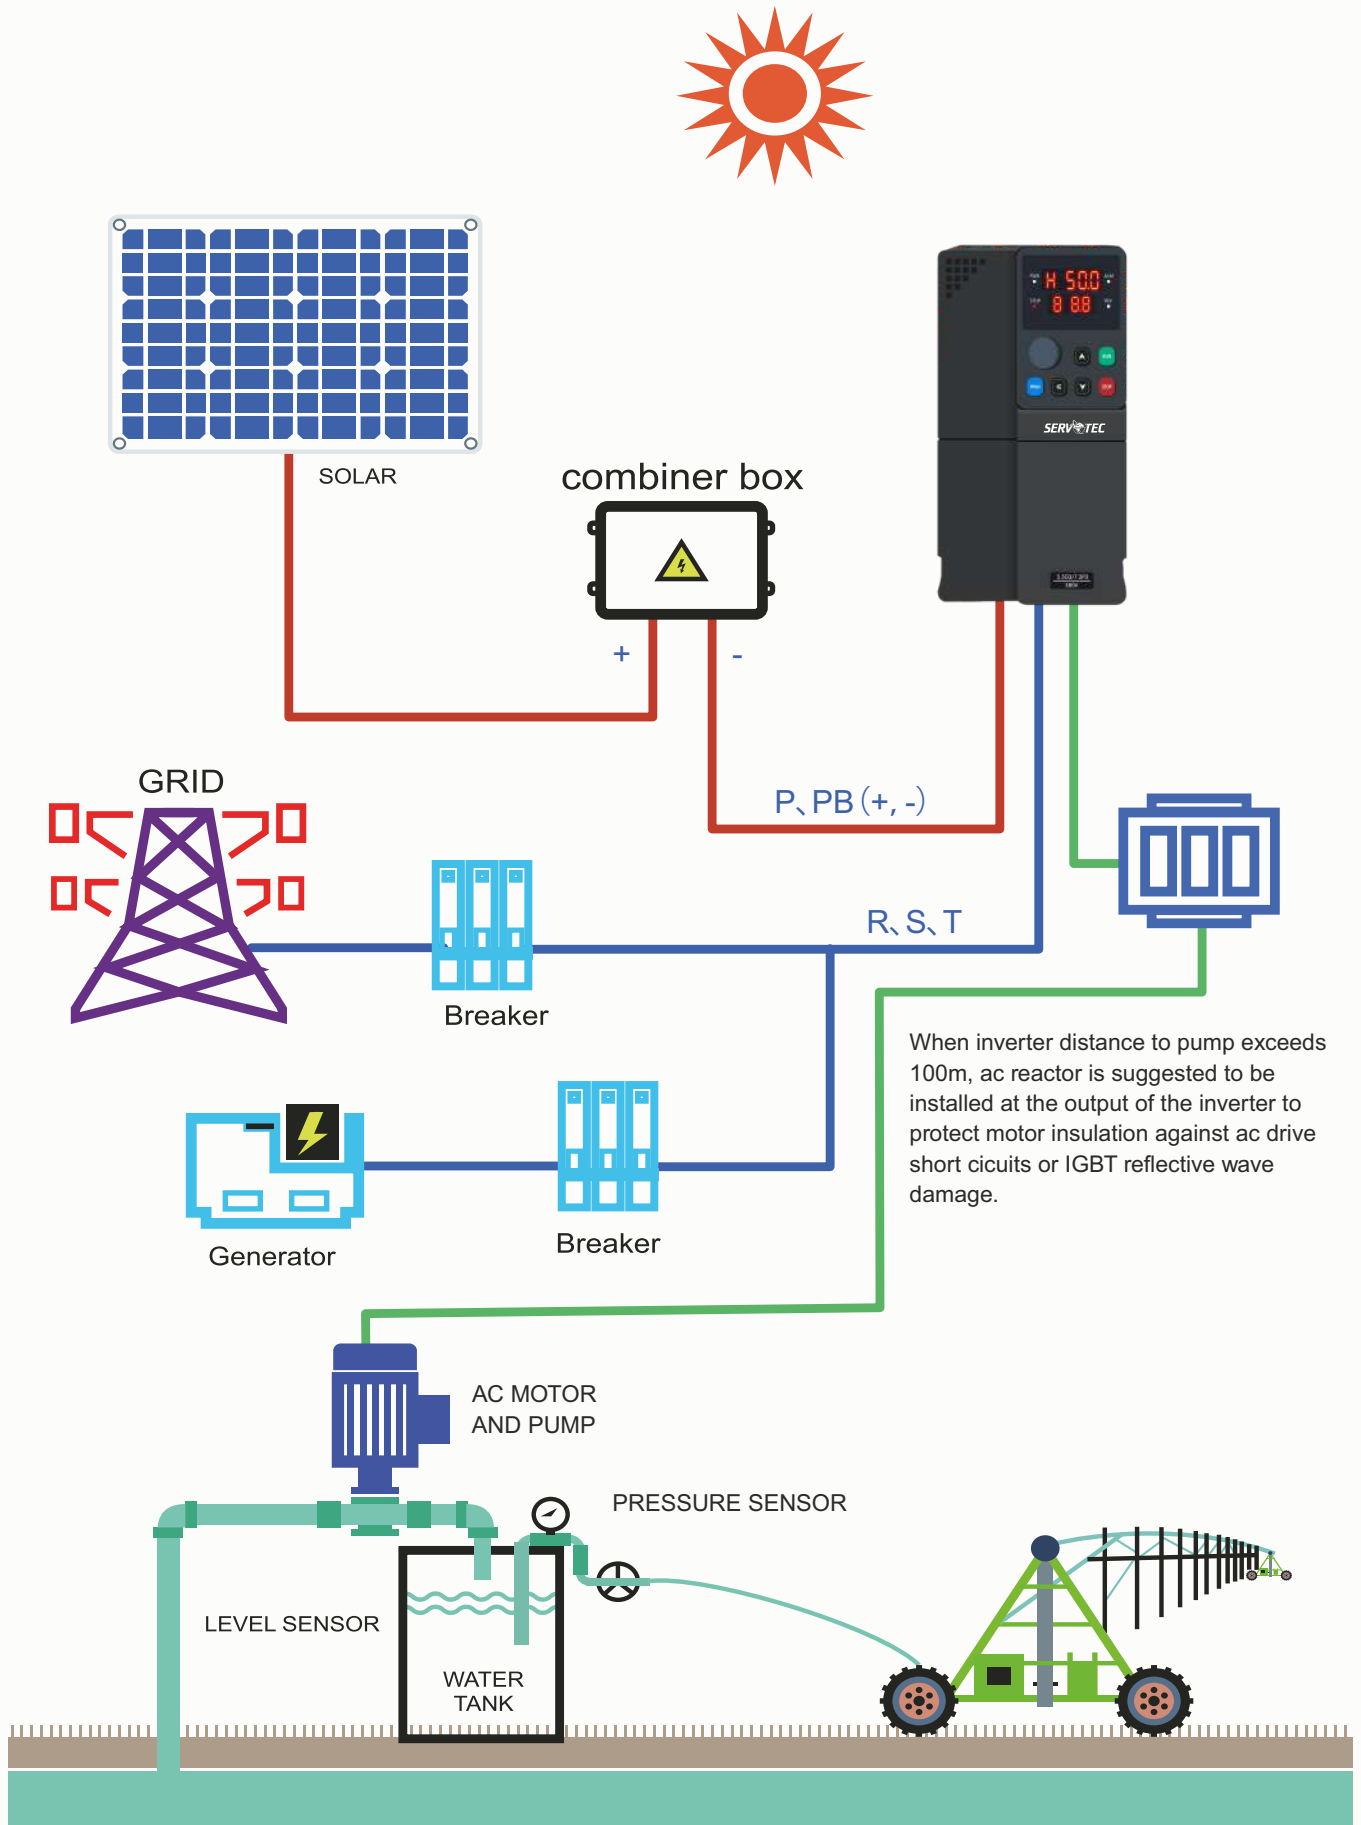 H 50.0
8 8.8
SERVOTEC
SOLAR
combiner box
+
-
P、PB(+, -)
GRID
R、S、T
Breaker
When inverter distance to pump exceeds
100m, ac reactor is suggested to be
installed at the output of the inverter to
protect motor insulation against ac drive
short cicuits or IGBT reflective wave
damage.
Generator
Breaker
AC MOTOR
AND PUMP
PRESSURE SENSOR
LEVEL SENSOR
WATER
TANK